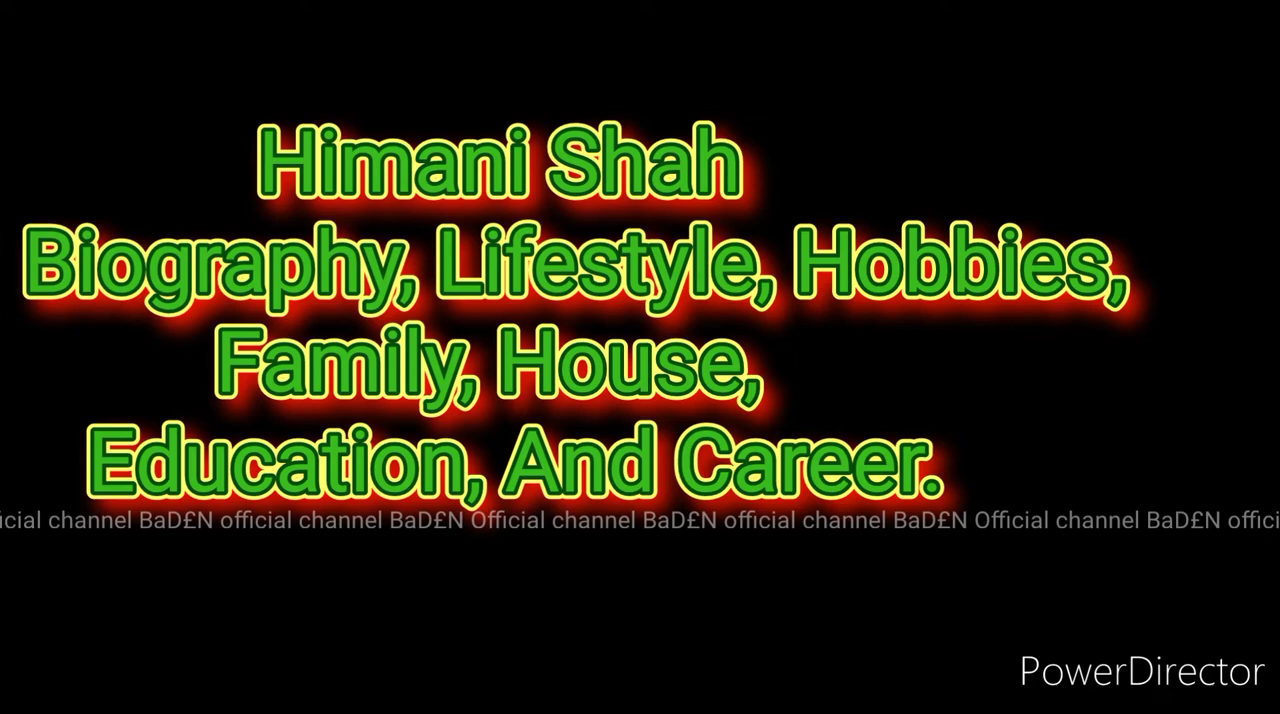 Himani Shah
Biography, Lifestyle, Hobbies,
Family, House,
Education, And Career.
icial channel BaD£N official channel BaD£N Official channel BaD£N official channel BaD£N Official channel BaD£N offici
PowerDirector